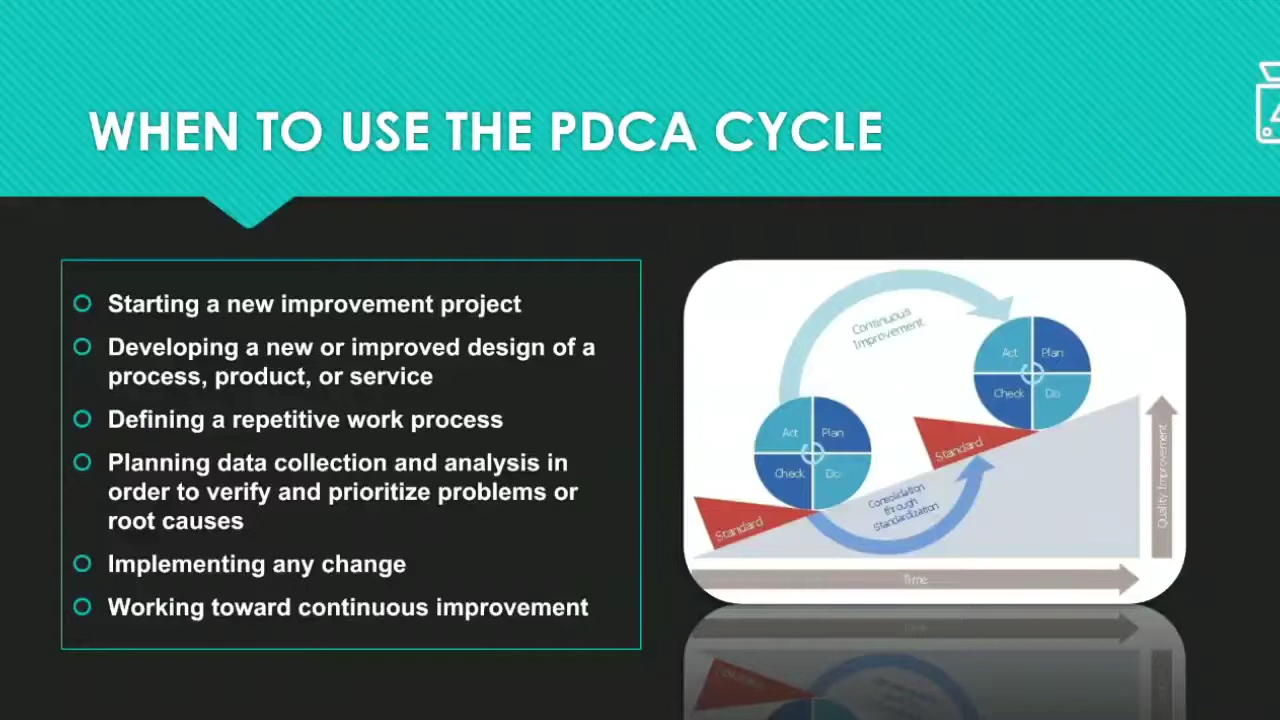 WHEN TO USE THE PDCA CYCLE
Starting a new improvement project
Developing a new or improved design of a
process, product, or service
Defining a repetitive work process
Planning data collection and analysis in
order to verify and prioritize problems or
root causes
Implementing any change
Working toward continuous improvement
Continuous
Improvement
Act
Plan
Check
Do
Act
Plan
Check
Do
Standard
Standard
Consolidation
through
Standardization
Quality Improvement
Time